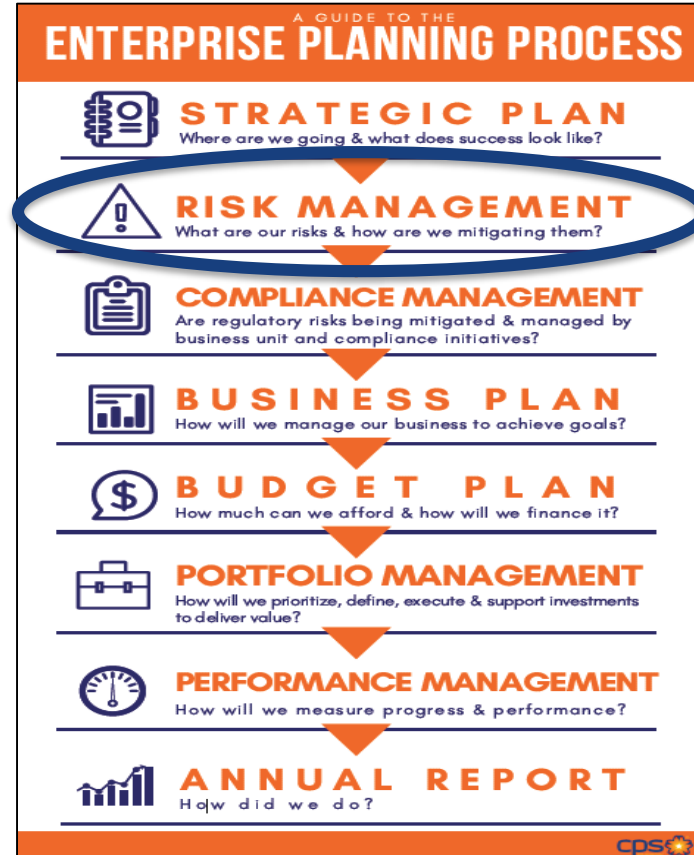 A GUIDE TO THE
ENTERPRISE PLANNING PROCESS
STRATEGIC PLAN
Where are we going & what does success look like?
!
RISK MANAGEMENT
What are our risks & how are we mitigating them?
COMPLIANCE MANAGEMENT
Are regulatory risks being mitigated & managed by
business unit and compliance initiatives?
BUSINESS PLAN
How will we manage our business to achieve goals?
$
BUDGET PLAN
How much can we afford & how will we finance it?
PORTFOLIO MANAGEMENT
How will we prioritize, define, execute & support investments
to deliver value?
PERFORMANCE MANAGEMENT
How will we measure progress & performance?
ANNUAL REPORT
How did we do?
cps